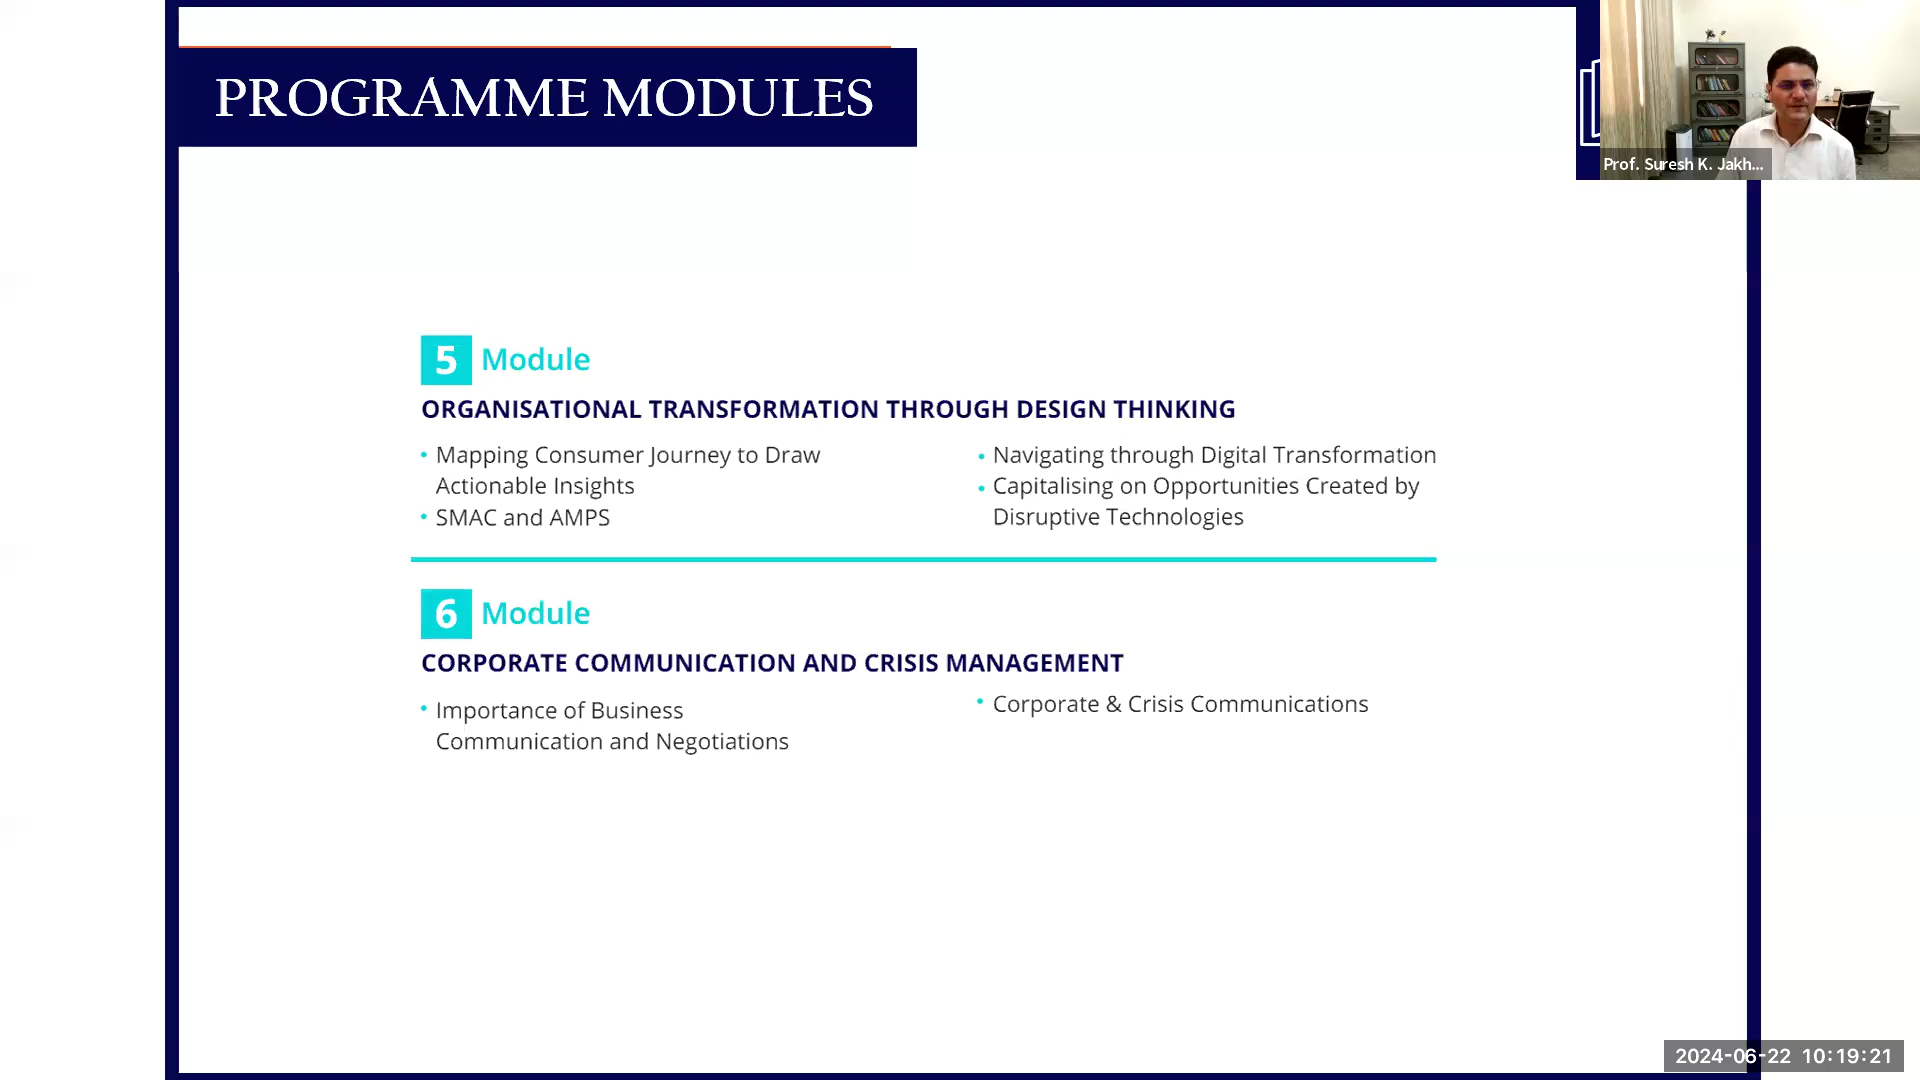 PROGRAMME MODULES
Prof. Suresh K. Jakh...
5 Module
ORGANISATIONAL TRANSFORMATION THROUGH DESIGN THINKING
• Mapping Consumer Journey to Draw
Actionable Insights
• SMAC and AMPS
• Navigating through Digital Transformation
• Capitalising on Opportunities Created by
Disruptive Technologies
6 Module
CORPORATE COMMUNICATION AND CRISIS MANAGEMENT
• Importance of Business
Communication and Negotiations
• Corporate & Crisis Communications
2024-06-22 10:19:21